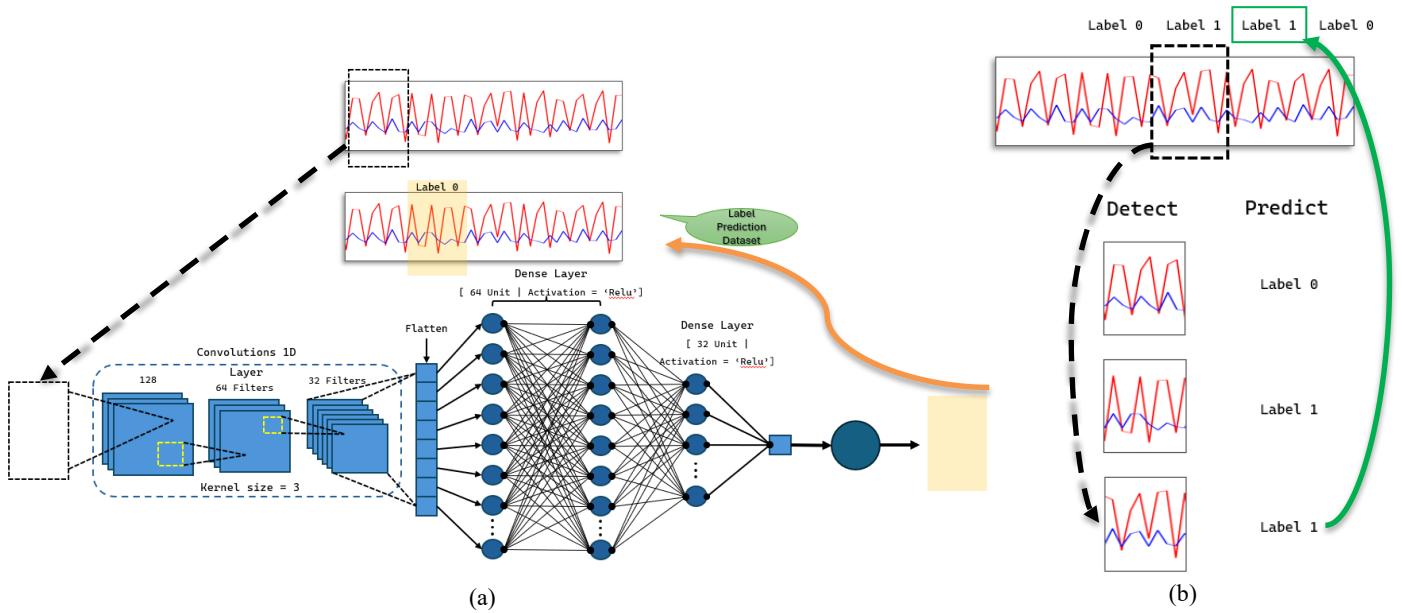 Label 0
Label
Prediction
Dataset
Dense Layer
[ 64 Unit | Activation = ‘Relu’]
Dense Layer
[ 32 Unit |
Activation = ‘Relu’]
Flatten
Convolutions 1D
Layer
128
64 Filters
32 Filters
Kernel size = 3
(a)
Label 0 Label 1 Label 1 Label 0
Detect Predict
Label 0
Label 1
Label 1
(b)